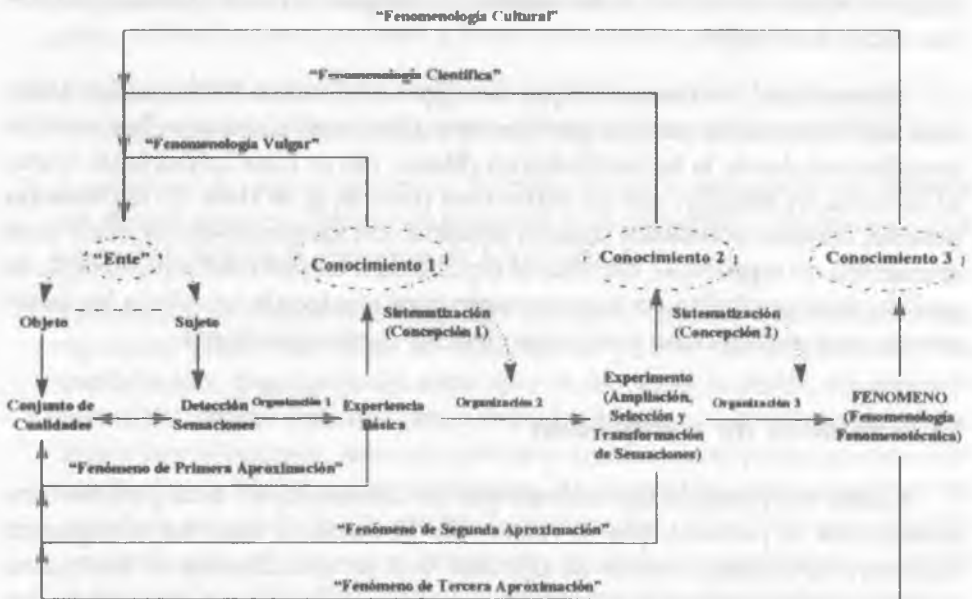 “Fenomenología Cultural”
“Fenomenología Científica”
“Fenomenología Vulgar”
“Ente”
Conocimiento 1
Conocimiento 2
Conocimiento 3
Objeto
Sujeto
Sistematización
(Concepción 1)
Sistematización
(Concepción 2)
Conjunto de
Cualidades
Detección
Sensaciones
Organización 1
Experiencia
Básica
Organización 2
Experimento
(Ampliación,
Selección y
Transformación
de Sensaciones)
Organización 3
FENOMENO
(Fenomenología
Fenomenotécnica)
“Fenómeno de Primera Aproximación”
“Fenómeno de Segunda Aproximación”
“Fenómeno de Tercera Aproximación”